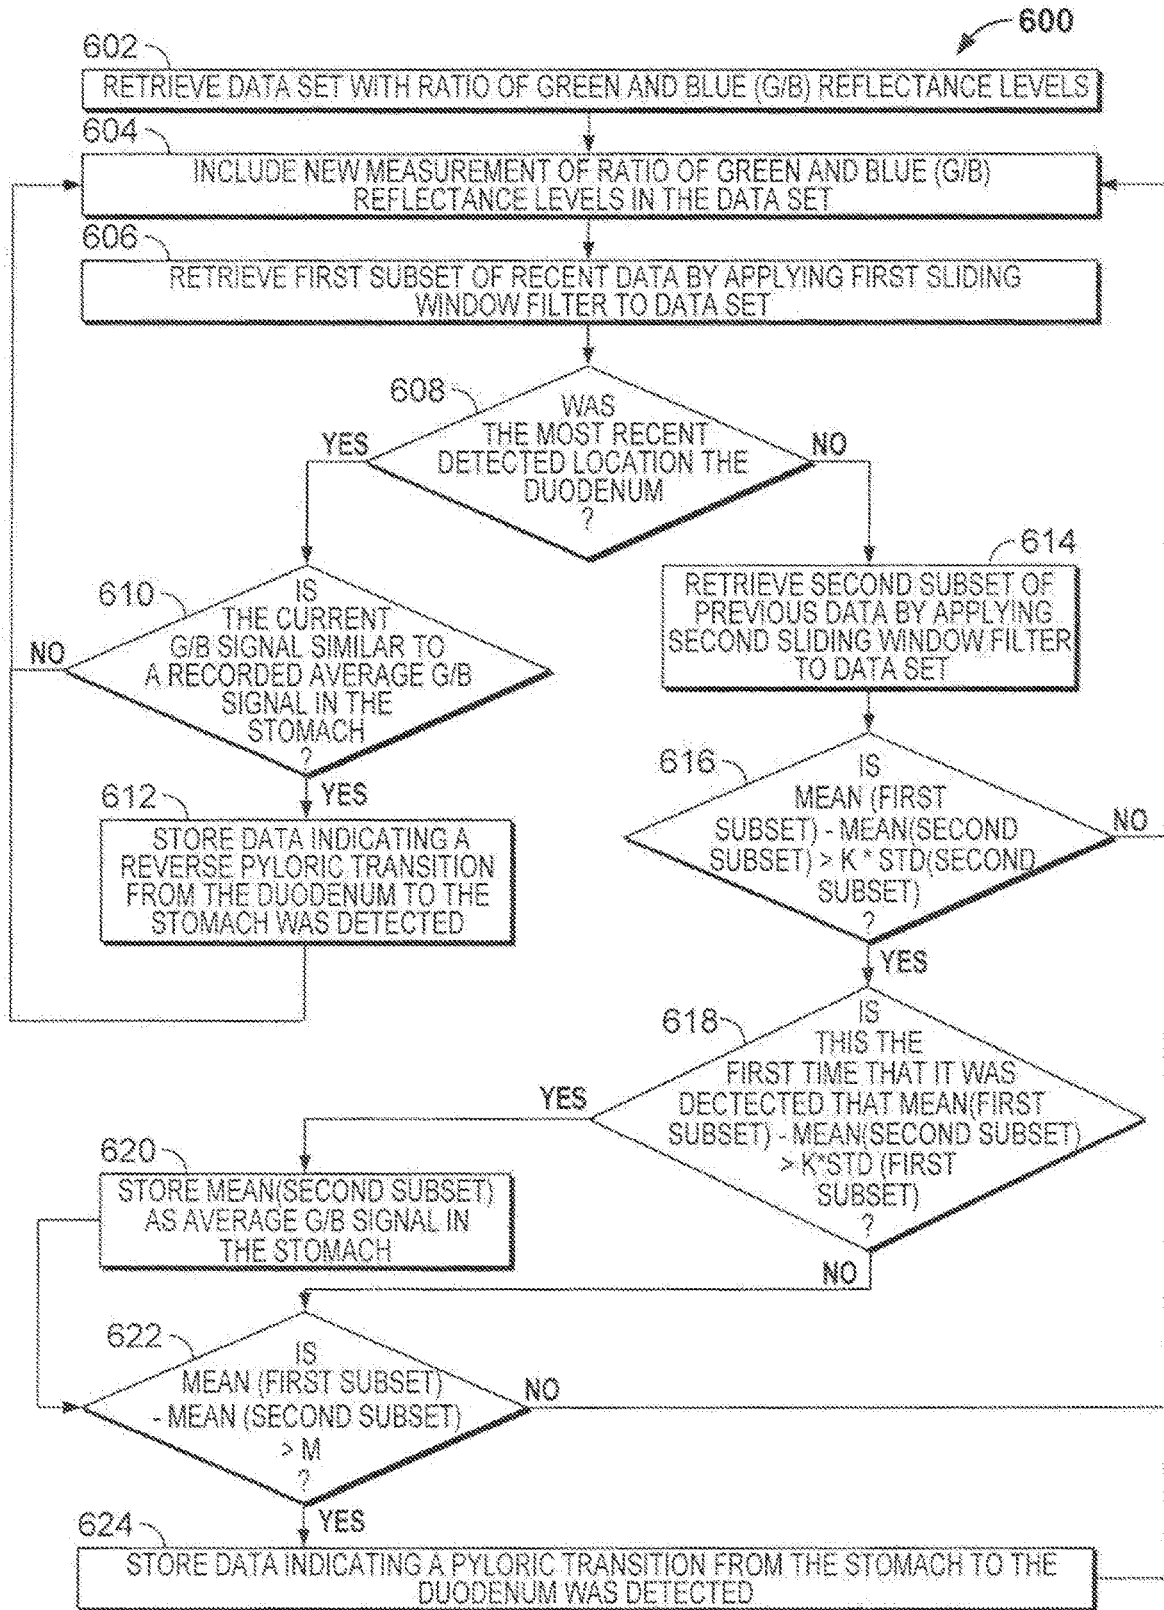 600
602
RETRIEVE DATA SET WITH RATIO OF GREEN AND BLUE (G/B) REFLECTANCE LEVELS
604
INCLUDE NEW MEASUREMENT OF RATIO OF GREEN AND BLUE (G/B)
REFLECTANCE LEVELS IN THE DATA SET
606
RETRIEVE FIRST SUBSET OF RECENT DATA BY APPLYING FIRST SLIDING
WINDOW FILTER TO DATA SET
608
WAS
THE MOST RECENT
DETECTED LOCATION THE
DUODENUM
?
YES
NO
610
IS
THE CURRENT
G/B SIGNAL SIMILAR TO
A RECORDED AVERAGE G/B
SIGNAL IN THE
STOMACH
?
NO
YES
612
STORE DATA INDICATING A
REVERSE PYLORIC TRANSITION
FROM THE DUODENUM TO THE
STOMACH WAS DETECTED
614
RETRIEVE SECOND SUBSET OF
PREVIOUS DATA BY APPLYING
SECOND SLIDING WINDOW FILTER
TO DATA SET
616
IS
MEAN (FIRST
SUBSET) - MEAN(SECOND
SUBSET) > K * STD(SECOND
SUBSET)
?
NO
YES
618
IS
THIS THE
FIRST TIME THAT IT WAS
DECTECTED THAT MEAN(FIRST
SUBSET) - MEAN(SECOND SUBSET)
> K*STD (FIRST
SUBSET)
?
YES
NO
620
STORE MEAN(SECOND SUBSET)
AS AVERAGE G/B SIGNAL IN
THE STOMACH
622
IS
MEAN (FIRST SUBSET)
- MEAN (SECOND SUBSET)
> M
?
NO
YES
624
STORE DATA INDICATING A PYLORIC TRANSITION FROM THE STOMACH TO THE
DUODENUM WAS DETECTED